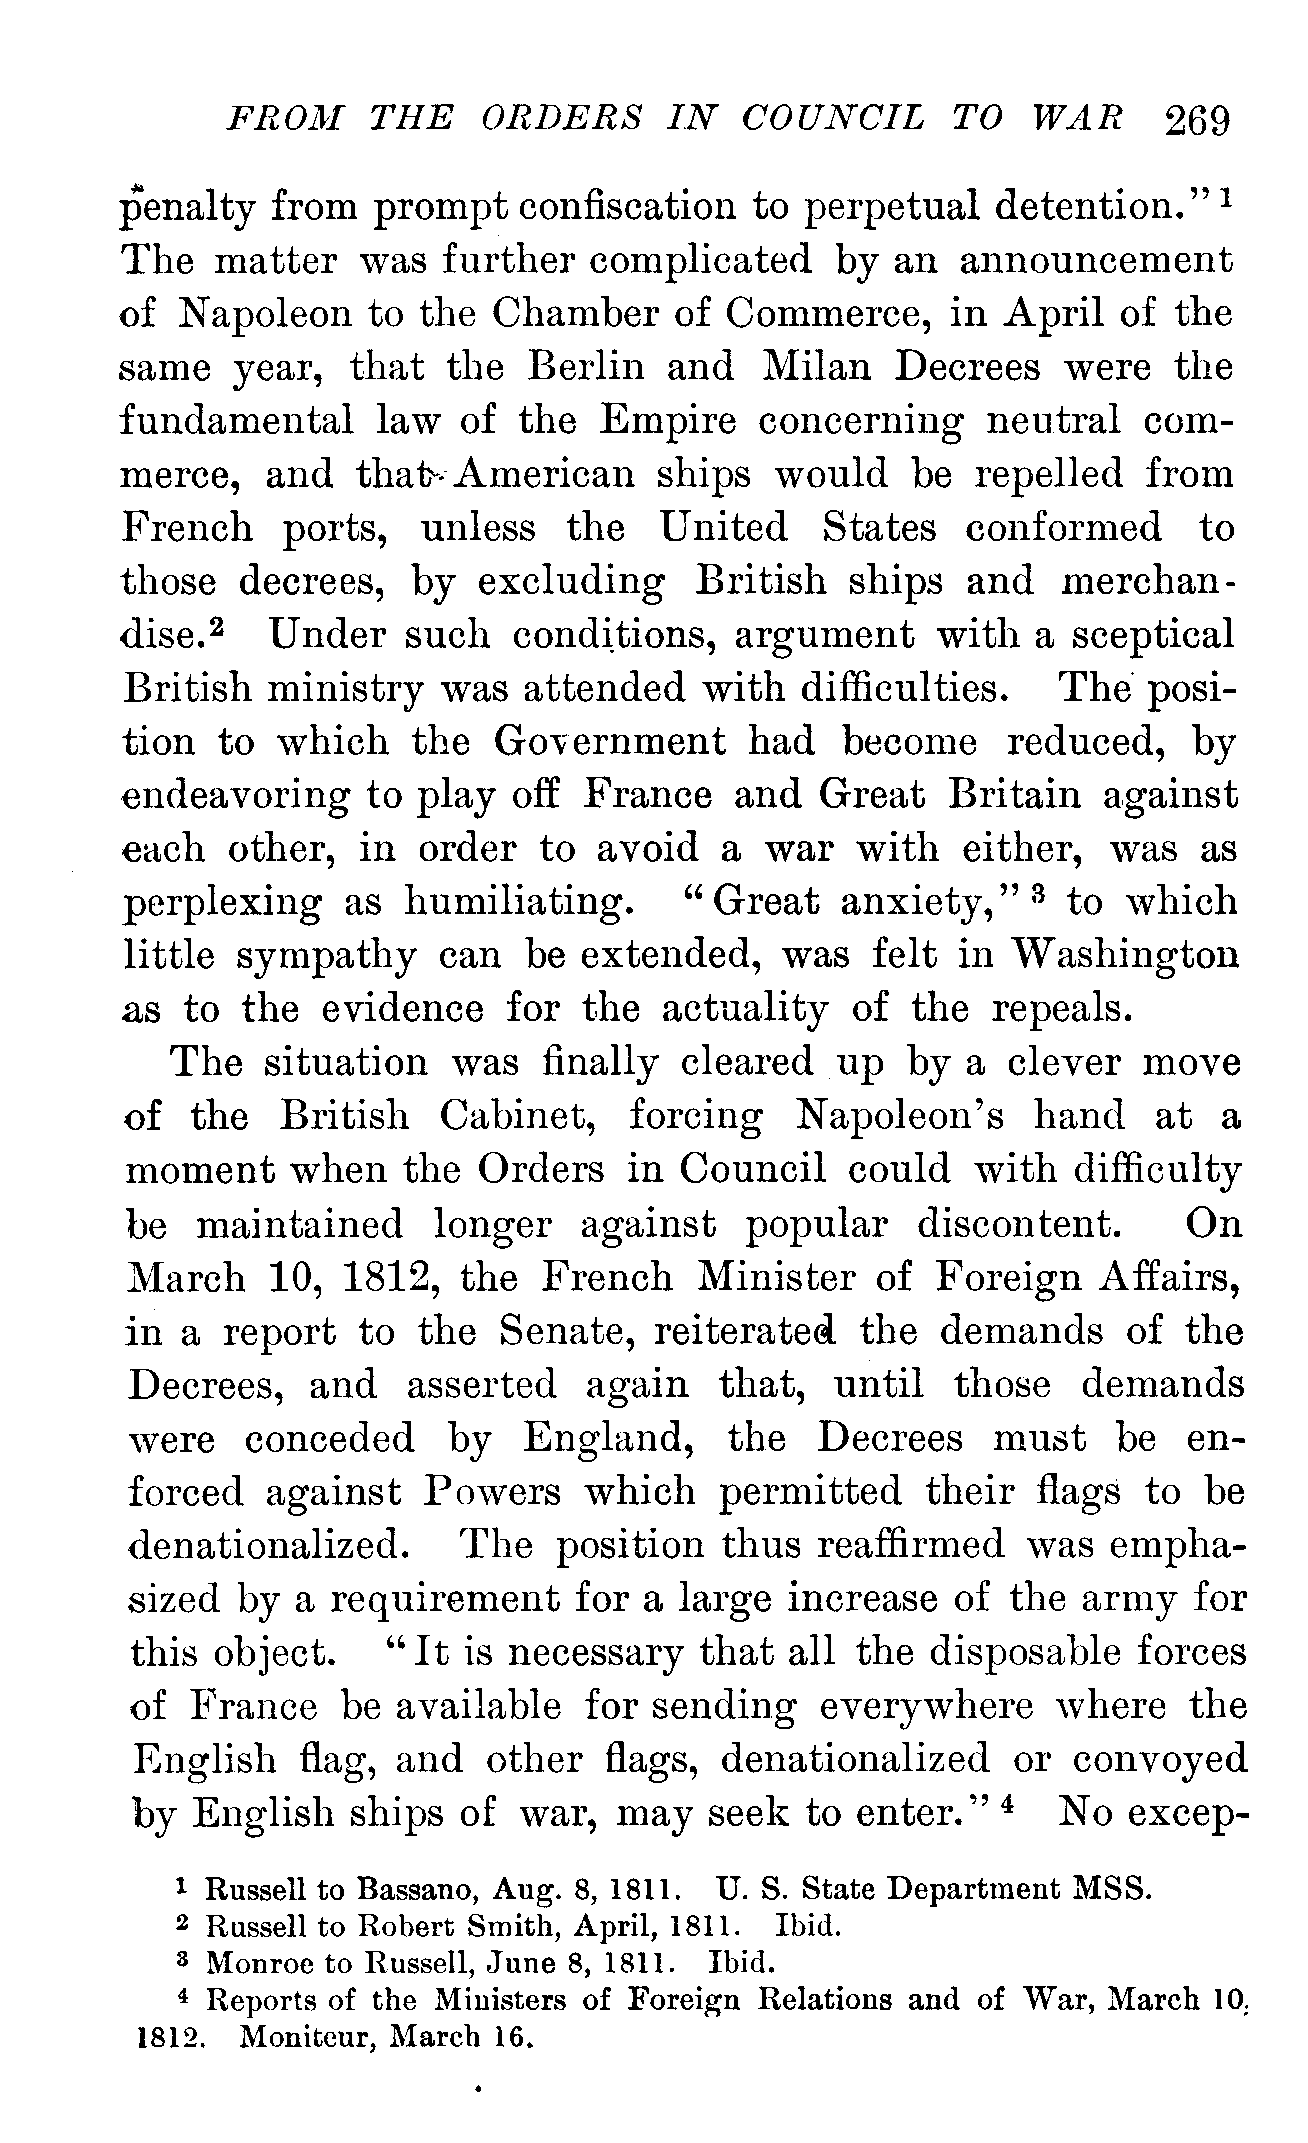 FROM THE ORDERS IN COUNCIL TO WAR 269
penalty from prompt confiscation to perpetual detention." 1
The matter was further complicated by an announcement
of Napoleon to the Chamber of Commerce, in April of the
same year, that the Berlin and Milan Decrees were the
fundamental law of the Empire concerning neutral com-
merce, and that American ships would be repelled from
French ports, unless the United States conformed to
those decrees, by excluding British ships and merchan-
dise.2 Under such conditions, argument with a sceptical
British ministry was attended with difficulties. The posi-
tion to which the Government had become reduced, by
endeavoring to play off France and Great Britain against
each other, in order to avoid a war with either, was as
perplexing as humiliating. "Great anxiety," 3 to which
little sympathy can be extended, was felt in Washington
as to the evidence for the actuality of the repeals.
The situation was finally cleared up by a clever move
of the British Cabinet, forcing Napoleon's hand at a
moment when the Orders in Council could with difficulty
be maintained longer against popular discontent. On
March 10, 1812, the French Minister of Foreign Affairs,
in a report to the Senate, reiterated the demands of the
Decrees, and asserted again that, until those demands
were conceded by England, the Decrees must be en-
forced against Powers which permitted their flags to be
denationalized. The position thus reaffirmed was empha-
sized by a requirement for a large increase of the army for
this object. "It is necessary that all the disposable forces
of France be available for sending everywhere where the
English flag, and other flags, denationalized or convoyed
by English ships of war, may seek to enter." 4 No excep-
1 Russell to Bassano, Aug. 8, 1811. U. S. State Department MSS.
2 Russell to Robert Smith, April, 1811. Ibid.
3 Monroe to Russell, June 8, 1811. Ibid.
4 Reports of the Ministers of Foreign Relations and of War, March 10,
1812. Moniteur, March 16.